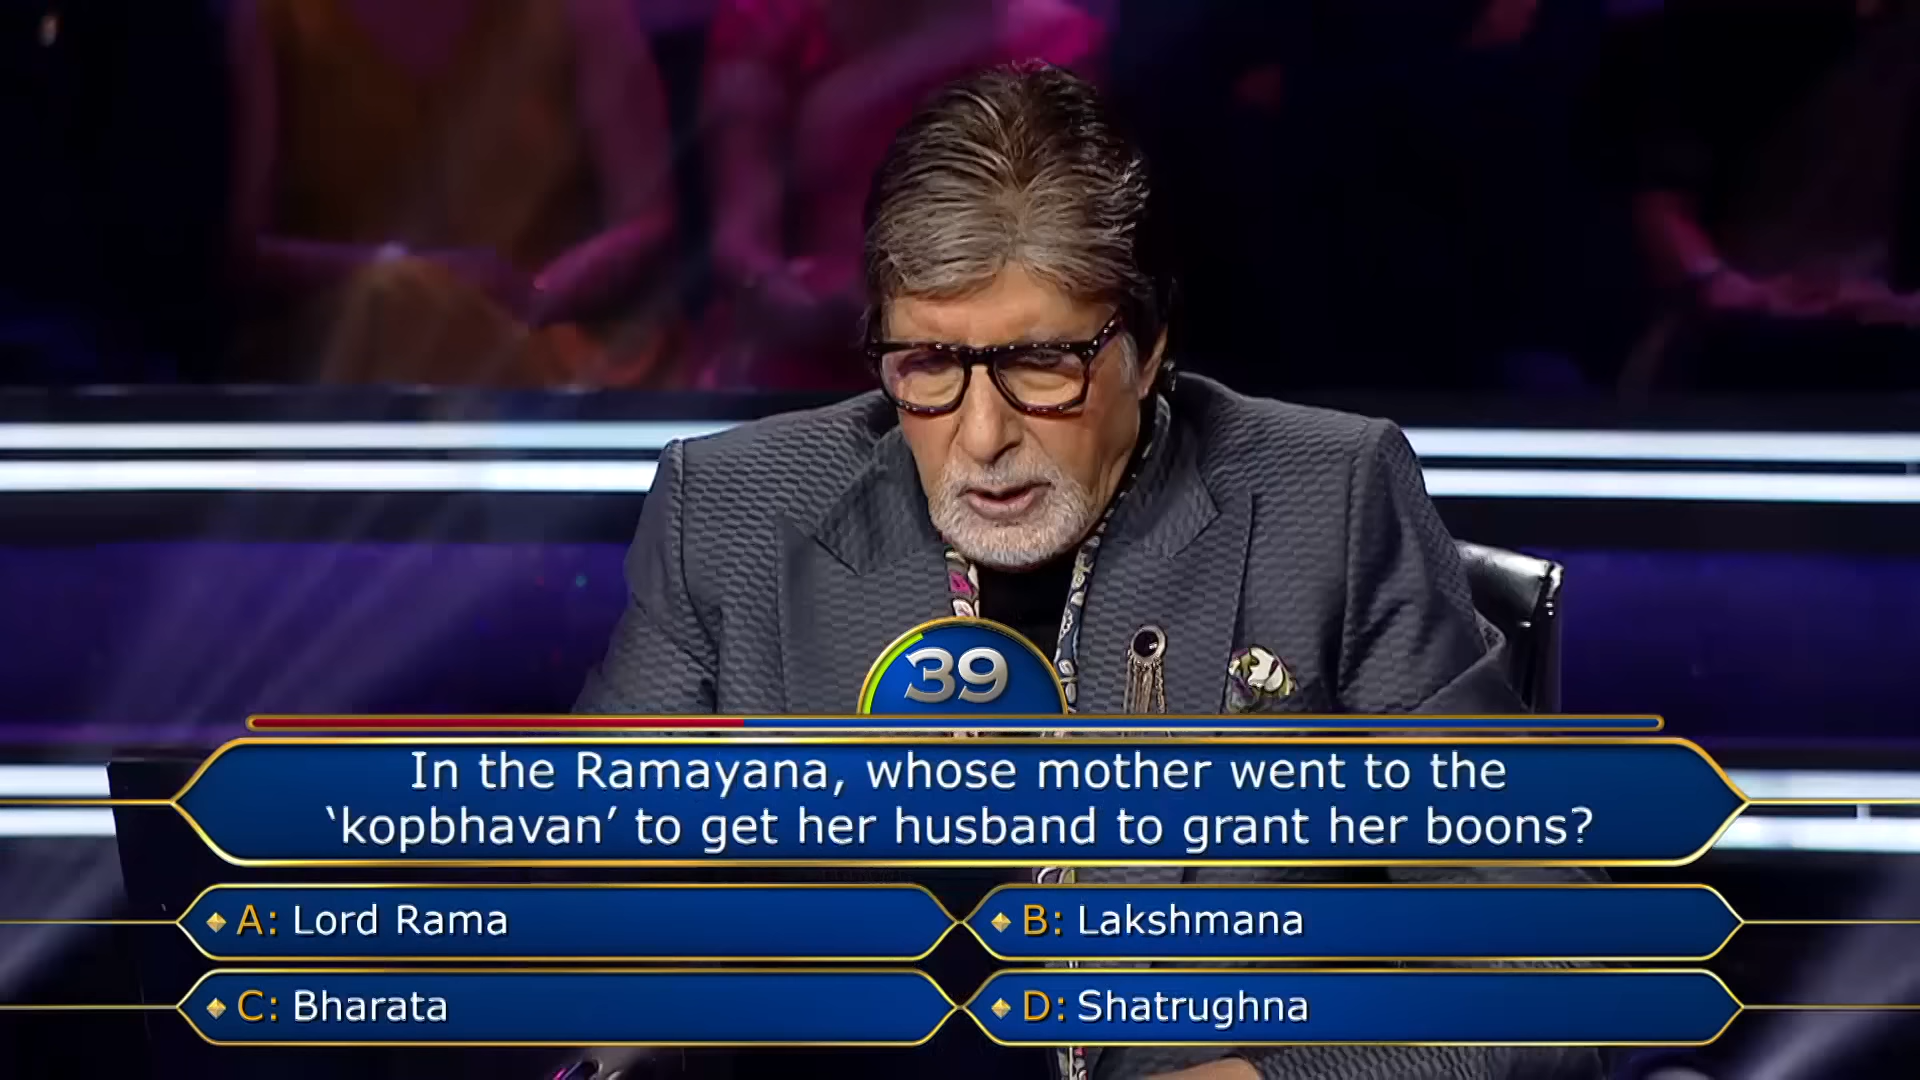 39
In the Ramayana, whose mother went to the
‘kopbhavan’ to get her husband to grant her boons?
A: Lord Rama
B: Lakshmana
C: Bharata
D: Shatrughna